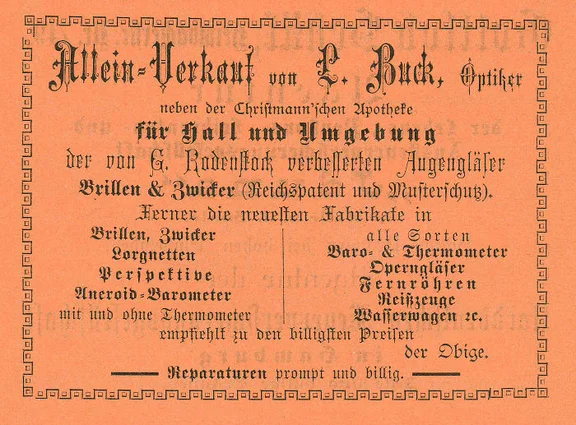 Allein-Verkauf von L. Buck, Optiker
neben der Christmann'schen Apotheke
für Hall und Umgebung
der von G. Rodenstock verbesserten Augengläser
Brillen & Zwicker (Reichspatent und Musterschutz).
Ferner die neuesten Fabrikate in
Brillen, Zwicker
Lorgnetten
Perspektive
Aneroid-Barometer
mit und ohne Thermometer
alle Sorten
Baro- & Thermometer
Operngläser
Fernröhren
Reißzeuge
Wasserwagen ꝛc.
empfiehlt zu den billigsten Preisen
der Obige.
Reparaturen prompt und billig.